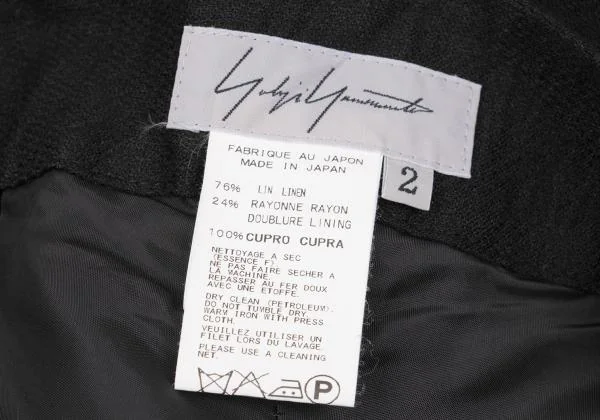 Yohji Yamamoto
FABRIQUE AU JAPON
MADE IN JAPAN
2
76% LIN LINEN
24% RAYONNE RAYON
DOUBLURE LINING
100% CUPRO CUPRA
NETTOYAGE A SEC
(ESSENCE F).
NE PAS FAIRE SECHER A
LA MACHINE.
REPASSER AU FER DOUX
AVEC UNE ETOFFE.
DRY CLEAN (PETROLEUM).
DO NOT TUMBLE DRY.
WARM IRON WITH PRESS
CLOTH.
VEUILLEZ UTILISER UN
FILET LORS DU LAVAGE.
PLEASE USE A CLEANING
NET.
P